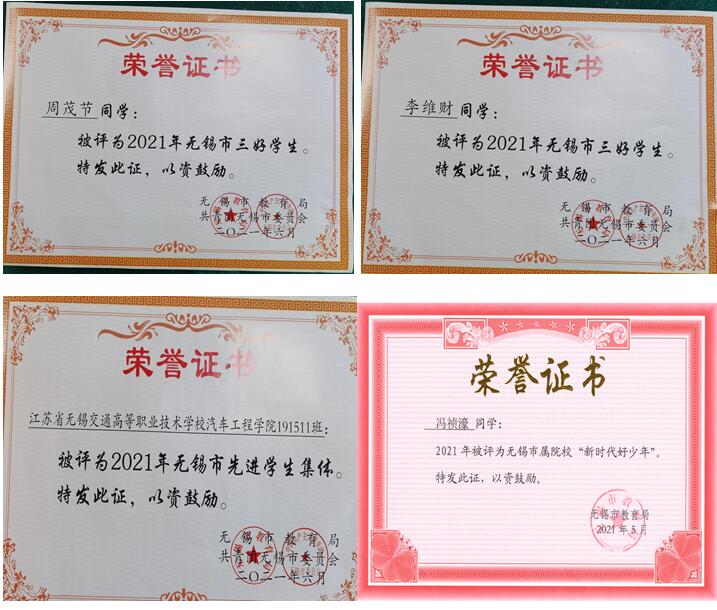 荣誉证书
周茂节同学：
被评为2021年无锡市三好学生。
特发此证，以资鼓励。
无锡市教育局
共青团无锡市委员会
二〇二一年六月
荣誉证书
李维财同学：
被评为2021年无锡市三好学生。
特发此证，以资鼓励。
无锡市教育局
共青团无锡市委员会
二〇二一年六月
荣誉证书
江苏省无锡交通高等职业技术学校汽车工程学院191511班：
被评为2021年无锡市先进学生集体。
特发此证，以资鼓励。
无锡市教育局
共青团无锡市委员会
二〇二一年六月
荣誉证书
冯祯濠同学：
2021年被评为无锡市属院校“新时代好少年”。
特发此证，以资鼓励。
无锡市教育局
2021年5月